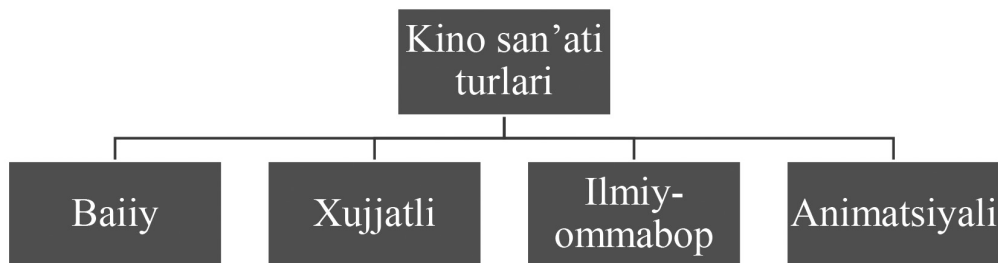 Kino san’ati
turlari
Baiiy
Xujjatli
Ilmiy-
ommabop
Animatsiyali